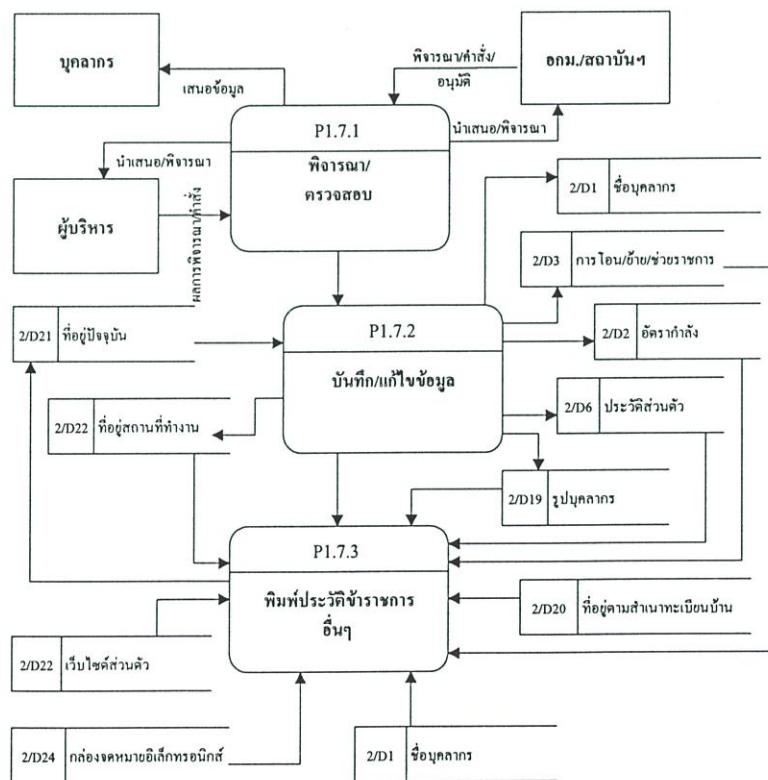 บุคลากร
พิจารณา/คำสั่ง/
อนุมัติ
อกม./สถาบันฯ
เสนอข้อมูล
P1.7.1
นำเสนอ/พิจารณา
นำเสนอ/พิจารณา
พิจารณา/
ตรวจสอบ
2/D1 ชื่อบุคลากร
ผู้บริหาร
ผลการพิจารณา/คำสั่ง
2/D3 การโอน/ย้าย/ช่วยราชการ
2/D21 ที่อยู่ปัจจุบัน
P1.7.2
2/D2 อัตรากำลัง
บันทึก/แก้ไขข้อมูล
2/D6 ประวัติส่วนตัว
2/D22 ที่อยู่สถานที่ทำงาน
2/D19 รูปบุคลากร
P1.7.3
พิมพ์ประวัติข้าราชการ
อื่นๆ
2/D20 ที่อยู่ตามสำเนาทะเบียนบ้าน
2/D22 เว็บไซต์ส่วนตัว
2/D24 กล่องจดหมายอิเล็กทรอนิกส์
2/D1 ชื่อบุคลากร